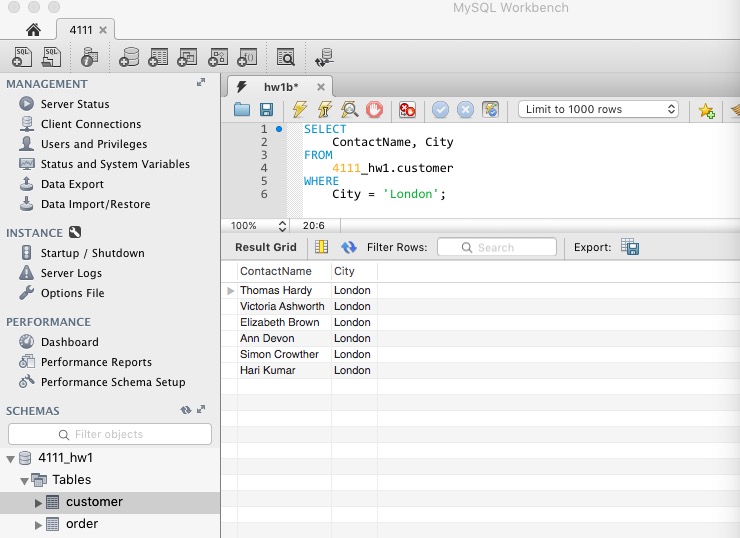 MySQL Workbench
4111
SQL
SQL
MANAGEMENT
Server Status
Client Connections
Users and Privileges
Status and System Variables
Data Export
Data Import/Restore
INSTANCE
Startup / Shutdown
Server Logs
Options File
PERFORMANCE
Dashboard
Performance Reports
Performance Schema Setup
SCHEMAS
Filter objects
4111_hw1
Tables
customer
order
hw1b*
Limit to 1000 rows
1 SELECT
2 ContactName, City
3 FROM
4 4111_hw1.customer
5 WHERE
6 City = 'London';
100% 20:6
Result Grid Filter Rows: Search Export:
ContactName City
Thomas Hardy London
Victoria Ashworth London
Elizabeth Brown London
Ann Devon London
Simon Crowther London
Hari Kumar London